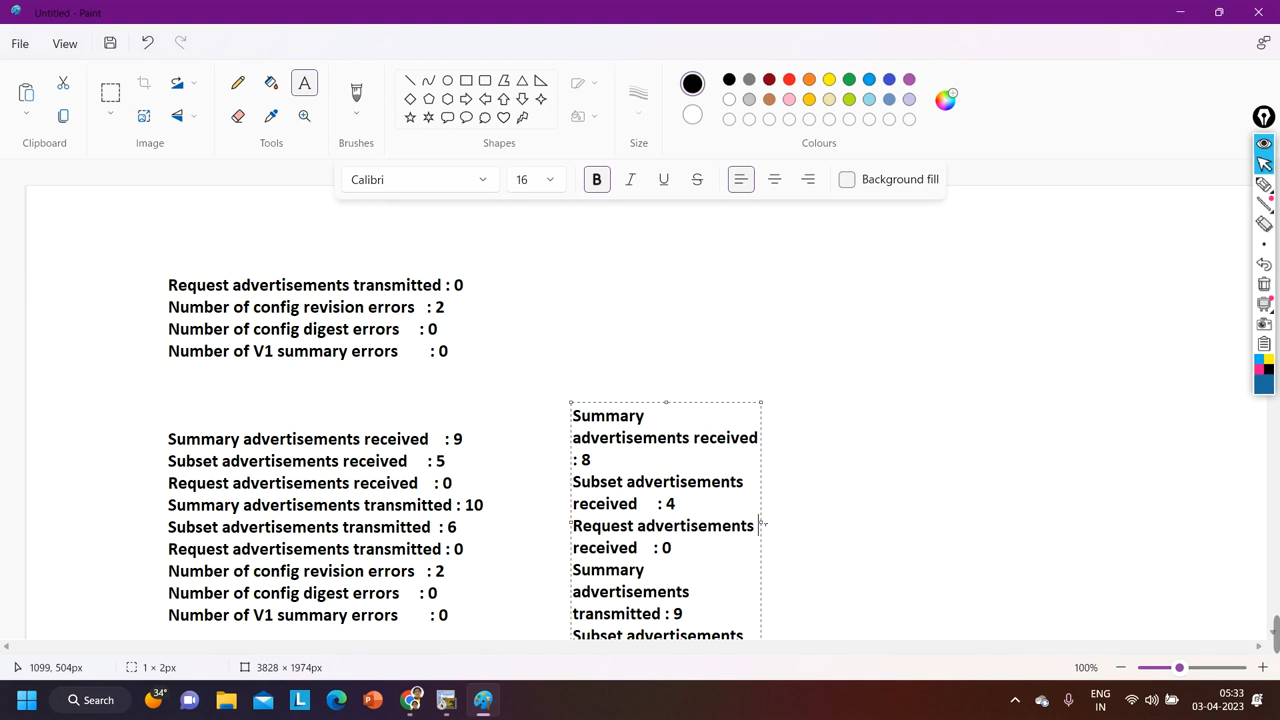 Untitled - Paint
File
View
Clipboard
Image
Tools
Brushes
Shapes
Size
Colours
A
Calibri
16
B
I
U
S
Background fill
Request advertisements transmitted : 0
Number of config revision errors : 2
Number of config digest errors : 0
Number of V1 summary errors : 0
Summary advertisements received : 9
Subset advertisements received : 5
Request advertisements received : 0
Summary advertisements transmitted : 10
Subset advertisements transmitted : 6
Request advertisements transmitted : 0
Number of config revision errors : 2
Number of config digest errors : 0
Number of V1 summary errors : 0
Summary
advertisements received
: 8
Subset advertisements
received : 4
Request advertisements
received : 0
Summary
advertisements
transmitted : 9
Subset advertisements
1099, 504px
1 × 2px
3828 × 1974px
100%
Search
34°
L
ENG
IN
05:33
03-04-2023